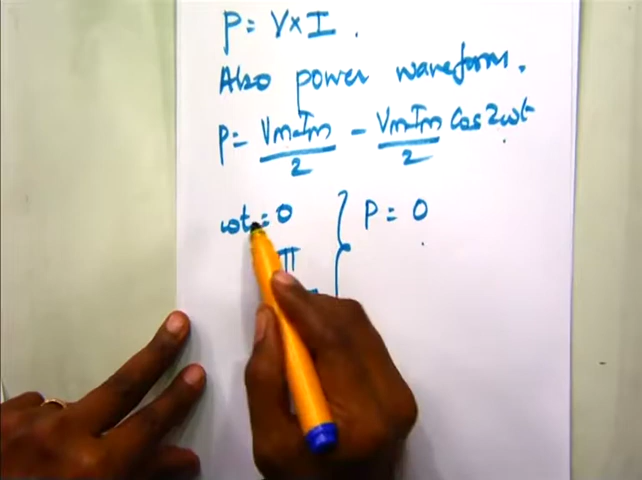 P = V × I .
Also power waveform.
P = VmIm/2 - VmIm/2 Cos 2ωt
ωt = 0 } P = 0
π